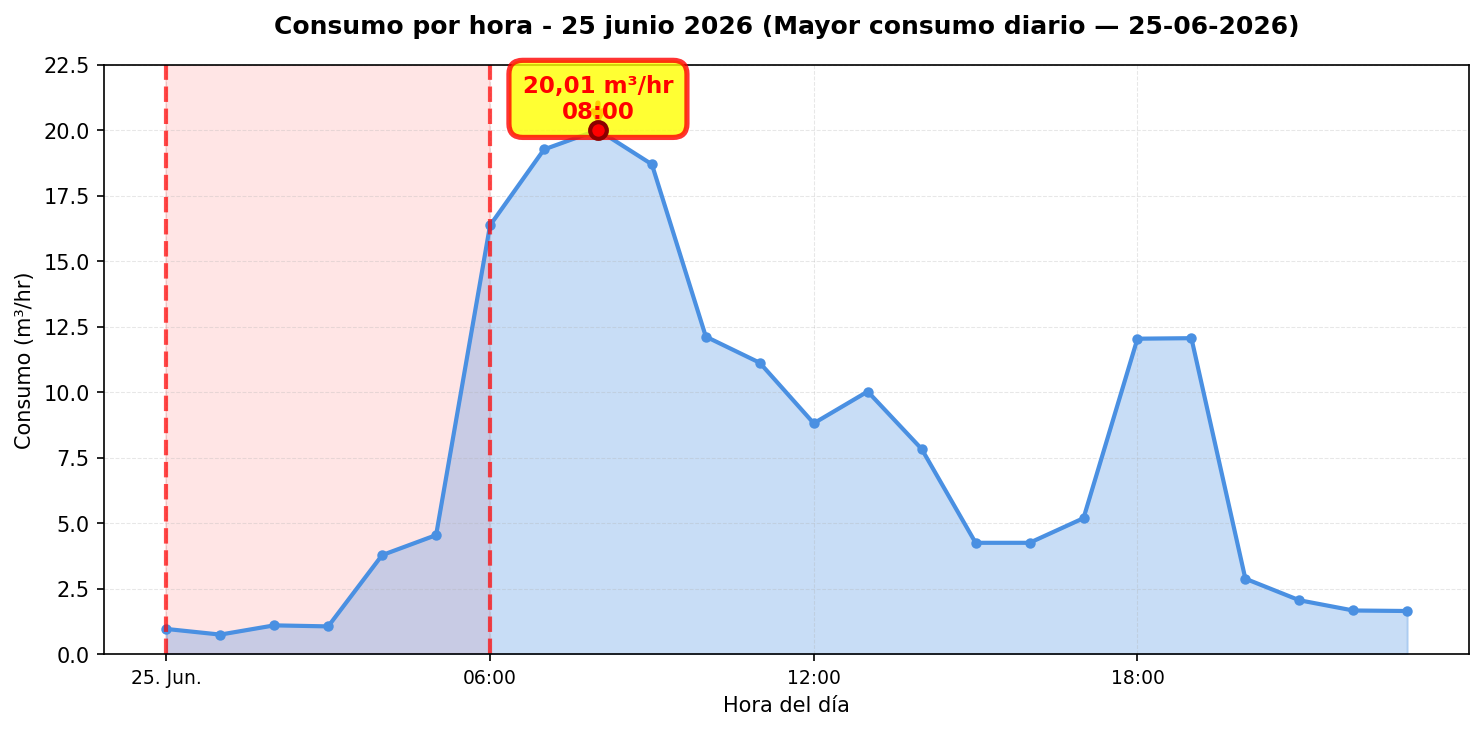 Consumo por hora - 25 junio 2026 (Mayor consumo diario — 25-06-2026)
20,01 m³/hr
08:00
22.5
20.0
17.5
15.0
12.5
10.0
7.5
5.0
2.5
0.0
Consumo (m³/hr)
25. Jun.
06:00
12:00
18:00
Hora del día